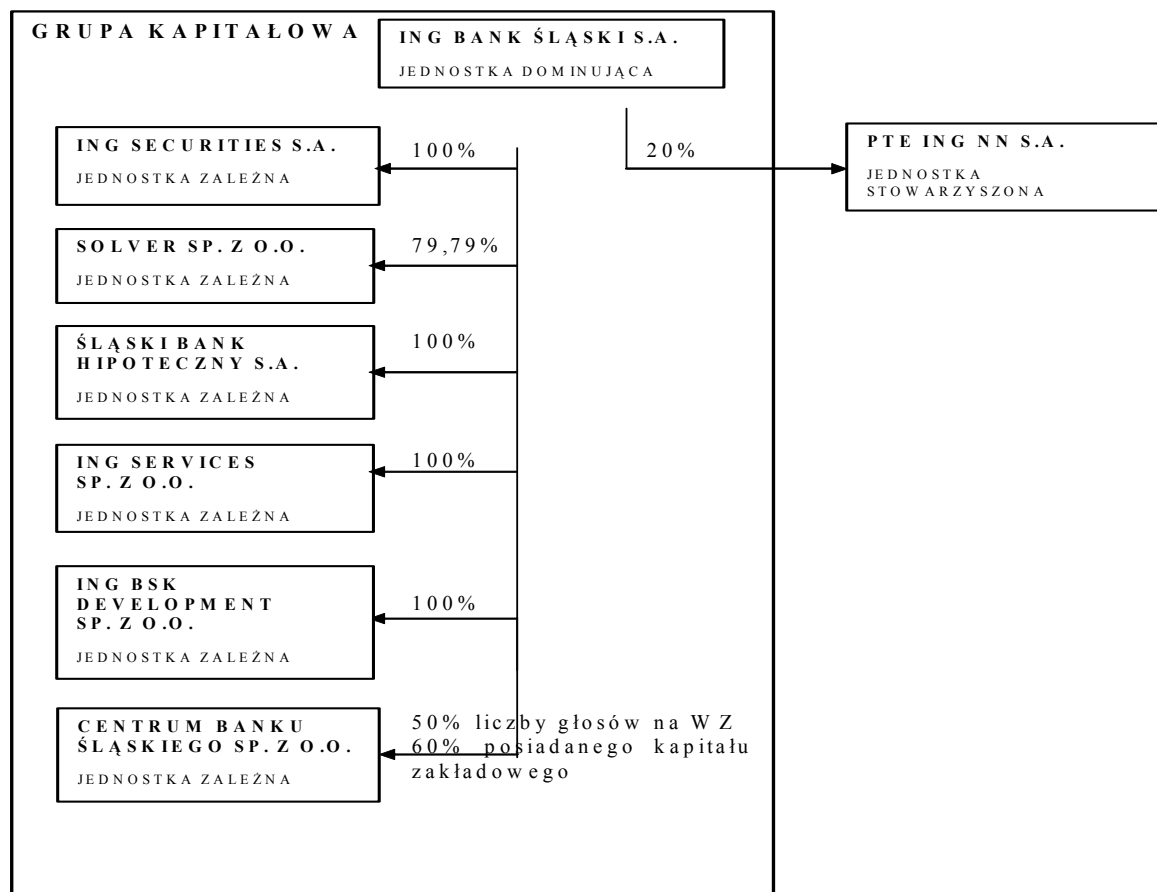 GRUPA KAPITAŁOWA
ING BANK ŚLĄSKI S.A.
JEDNOSTKA DOMINUJĄCA
ING SECURITIES S.A.
JEDNOSTKA ZALEŻNA
100%
20%
PTE ING NN S.A.
JEDNOSTKA
STOWARZYSZONA
SOLVER SP. Z O.O.
JEDNOSTKA ZALEŻNA
79,79%
ŚLĄSKI BANK
HIPOTECZNY S.A.
JEDNOSTKA ZALEŻNA
100%
ING SERVICES
SP. Z O.O.
JEDNOSTKA ZALEŻNA
100%
ING BSK
DEVELOPMENT
SP. Z O.O.
JEDNOSTKA ZALEŻNA
100%
CENTRUM BANKU
ŚLĄSKIEGO SP. Z O.O.
JEDNOSTKA ZALEŻNA
50% liczby głosów na WZ
60% posiadanego kapitału
zakładowego